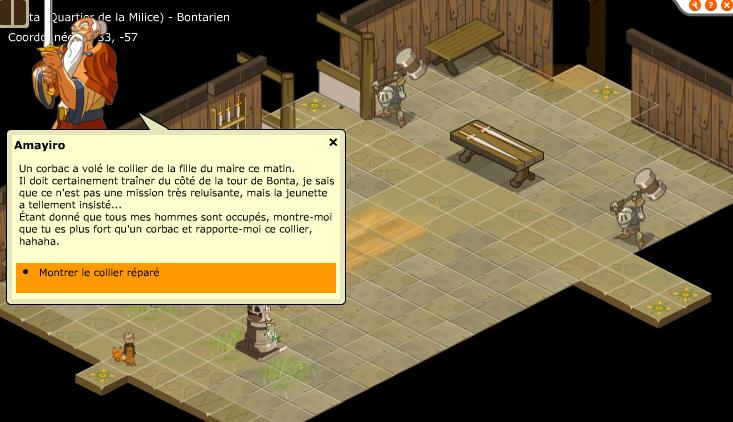 (Quartier de la Milice) - Bontarien
-57
Amayiro
Un corbac a volé le collier de la fille du maire ce matin.
Il doit certainement traîner du côté de la tour de Bonta, je sais
que ce n'est pas une mission très reluisante, mais la jeunette
a tellement insisté...
Étant donné que tous mes hommes sont occupés, montre-moi
que tu es plus fort qu'un corbac et rapporte-moi ce collier,
hahaha.
Montrer le collier réparé